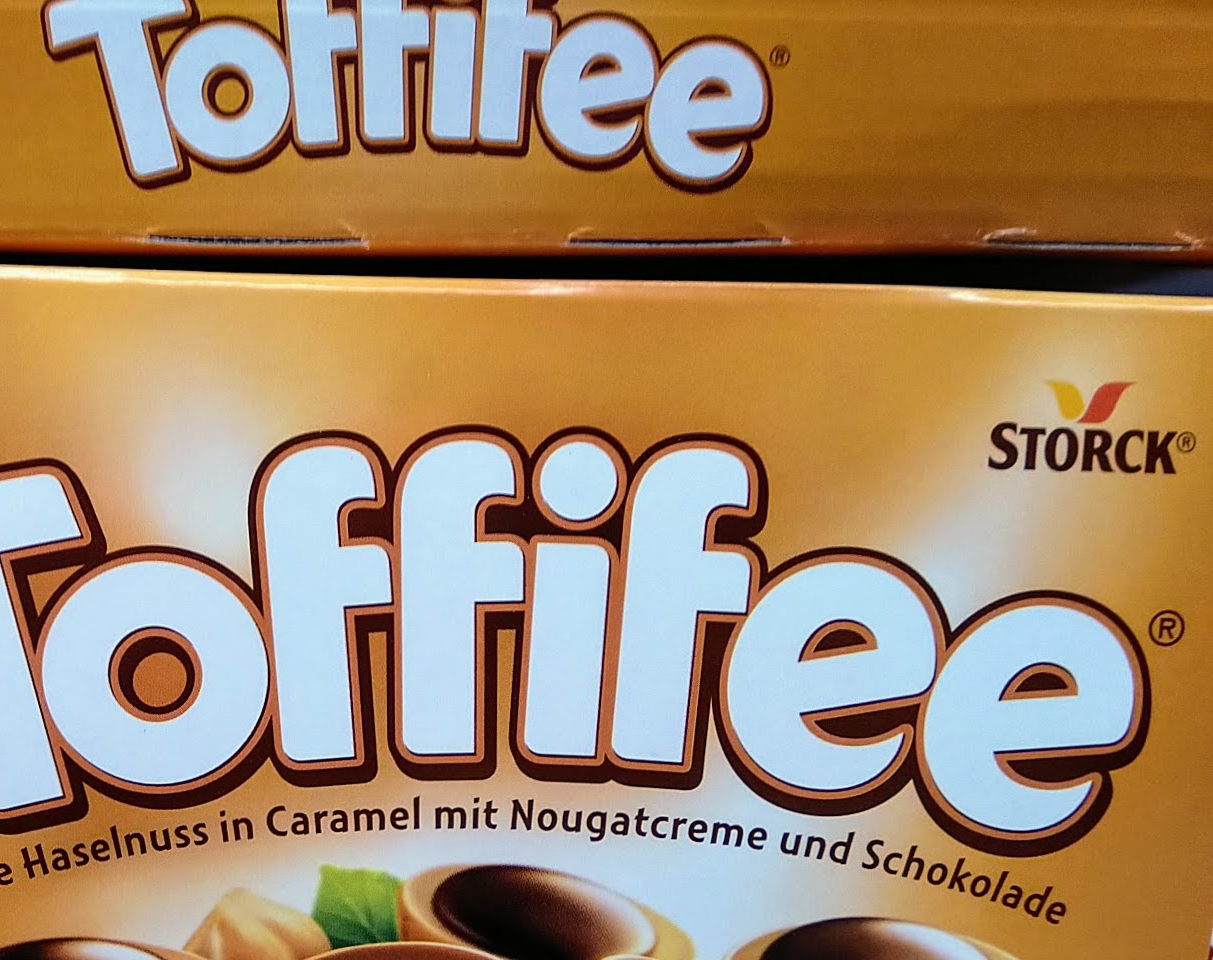 Toffifee®
STORCK®
Toffifee®
e Haselnuss in Caramel mit Nougatcreme und Schokolade